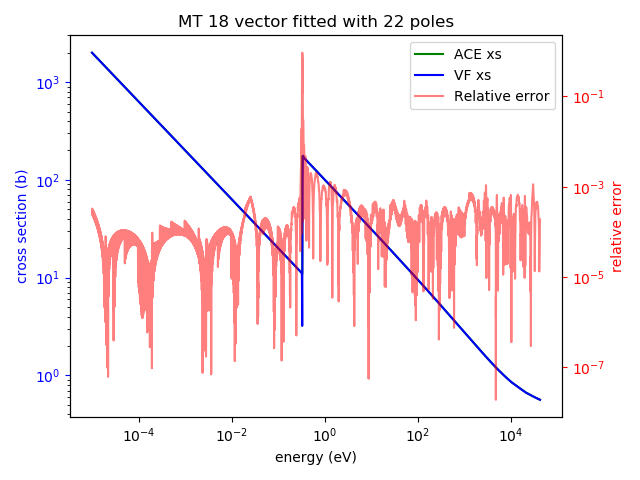 MT 18 vector fitted with 22 poles
ACE xs
VF xs
Relative error
10³
10²
10¹
10⁰
cross section (b)
10⁻¹
10⁻³
10⁻⁵
10⁻⁷
relative error
10⁻⁴ 10⁻² 10⁰ 10² 10⁴
energy (eV)